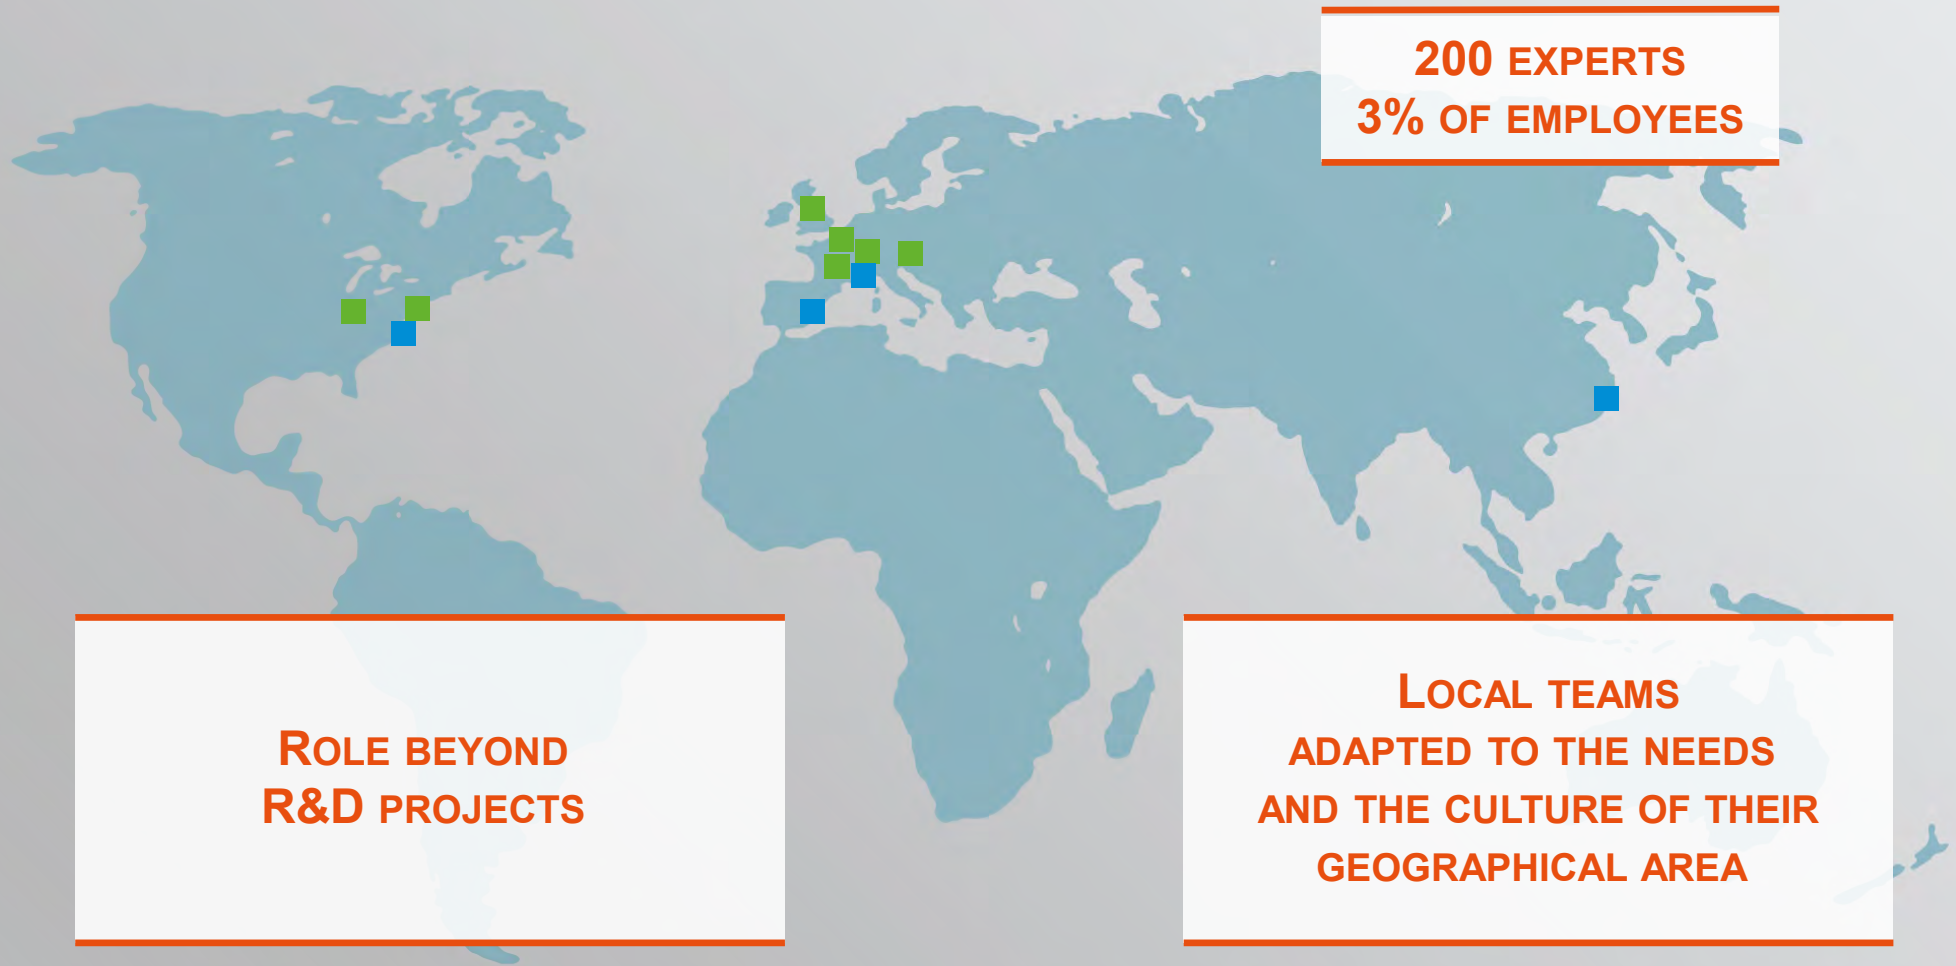 200 EXPERTS
3% OF EMPLOYEES
ROLE BEYOND
R&D PROJECTS
LOCAL TEAMS
ADAPTED TO THE NEEDS
AND THE CULTURE OF THEIR
GEOGRAPHICAL AREA